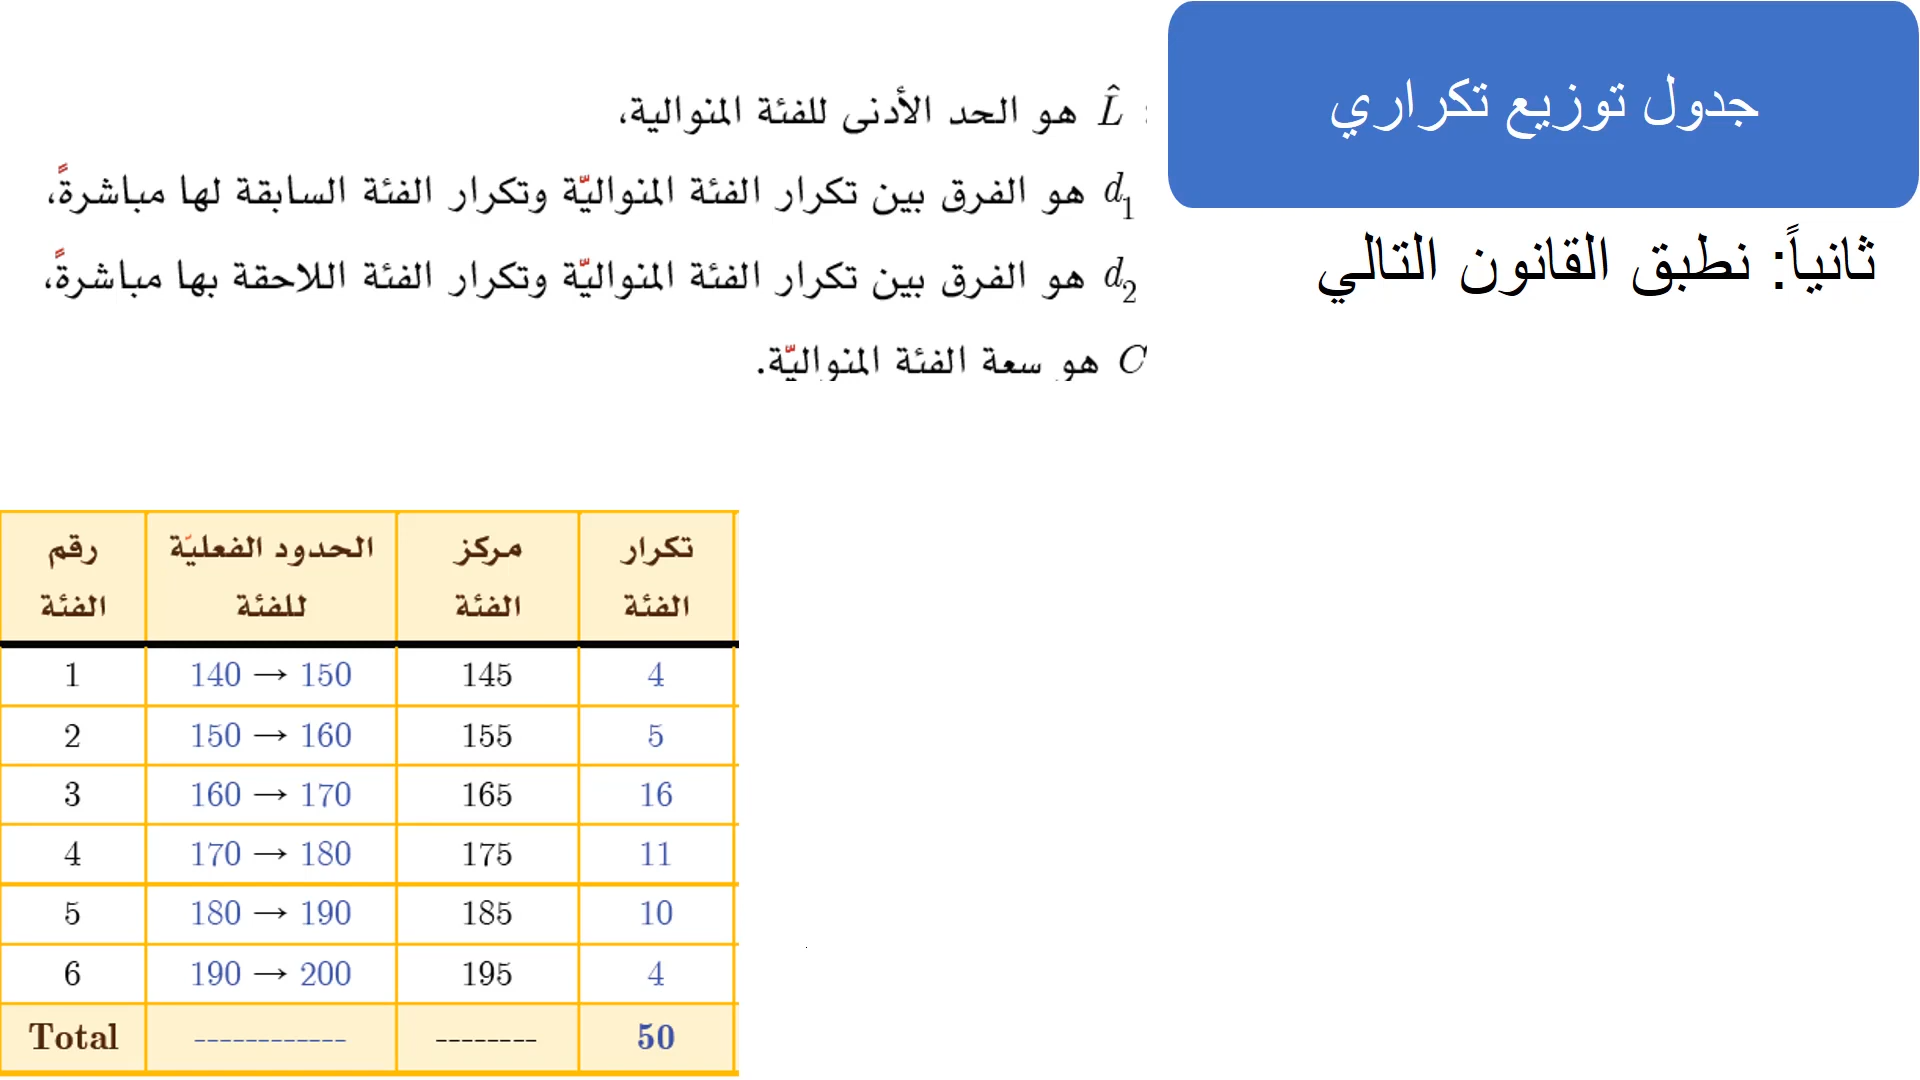 جدول توزيع تكراري
ثانياً: نطبق القانون التالي
: L̂ هو الحد الأدنى للفئة المنوالية،
d₁ هو الفرق بين تكرار الفئة المنواليّة وتكرار الفئة السابقة لها مباشرةً،
d₂ هو الفرق بين تكرار الفئة المنواليّة وتكرار الفئة اللاحقة بها مباشرةً،
C هو سعة الفئة المنواليّة.
رقم الفئة | الحدود الفعليّة للفئة | مركز الفئة | تكرار الفئة
1 | 140 → 150 | 145 | 4
2 | 150 → 160 | 155 | 5
3 | 160 → 170 | 165 | 16
4 | 170 → 180 | 175 | 11
5 | 180 → 190 | 185 | 10
6 | 190 → 200 | 195 | 4
Total | ------------ | -------- | 50